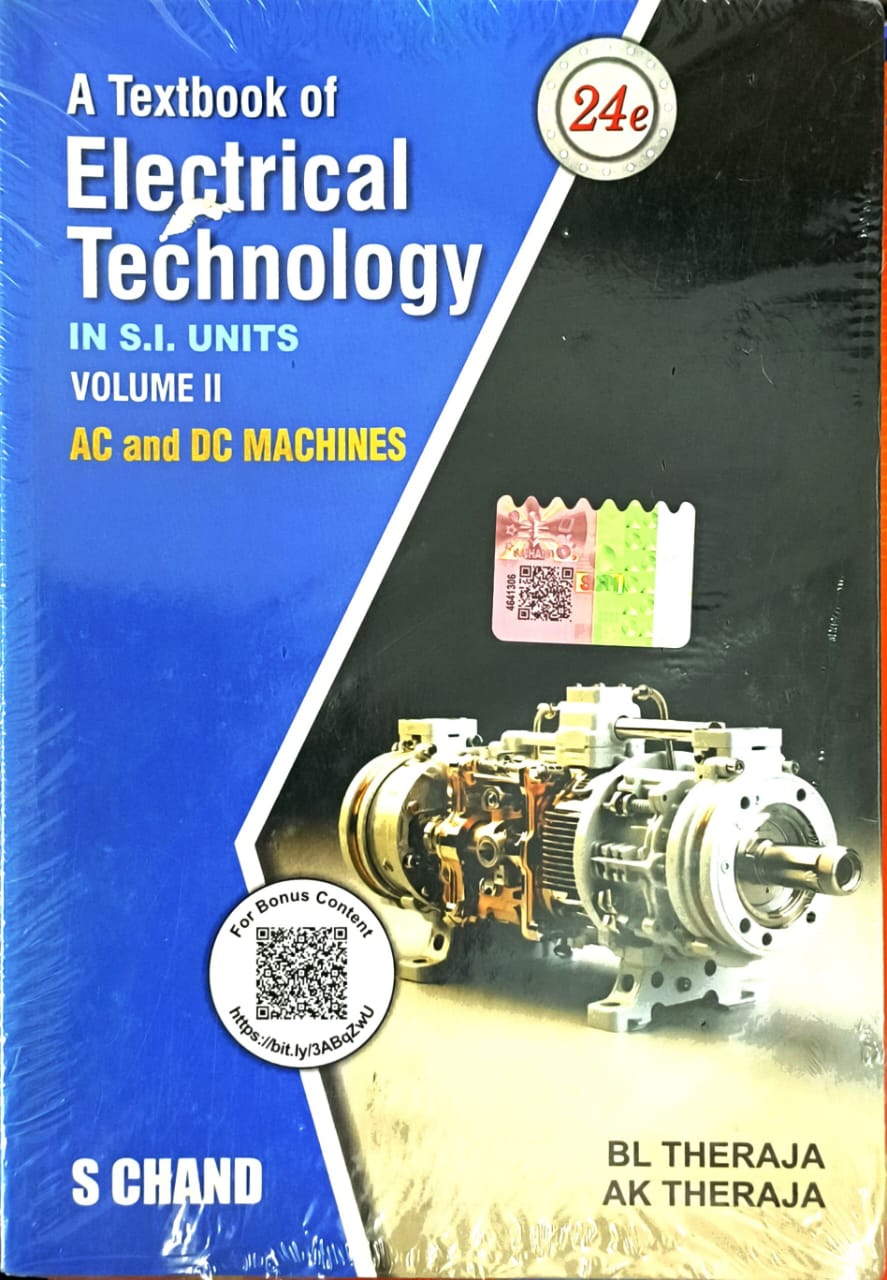 A Textbook of
Electrical
Technology
IN S.I. UNITS
VOLUME II
AC and DC MACHINES
24e
4641306
For Bonus Content
https://bit.ly/3ABqZwU
BL THERAJA
AK THERAJA
S CHAND